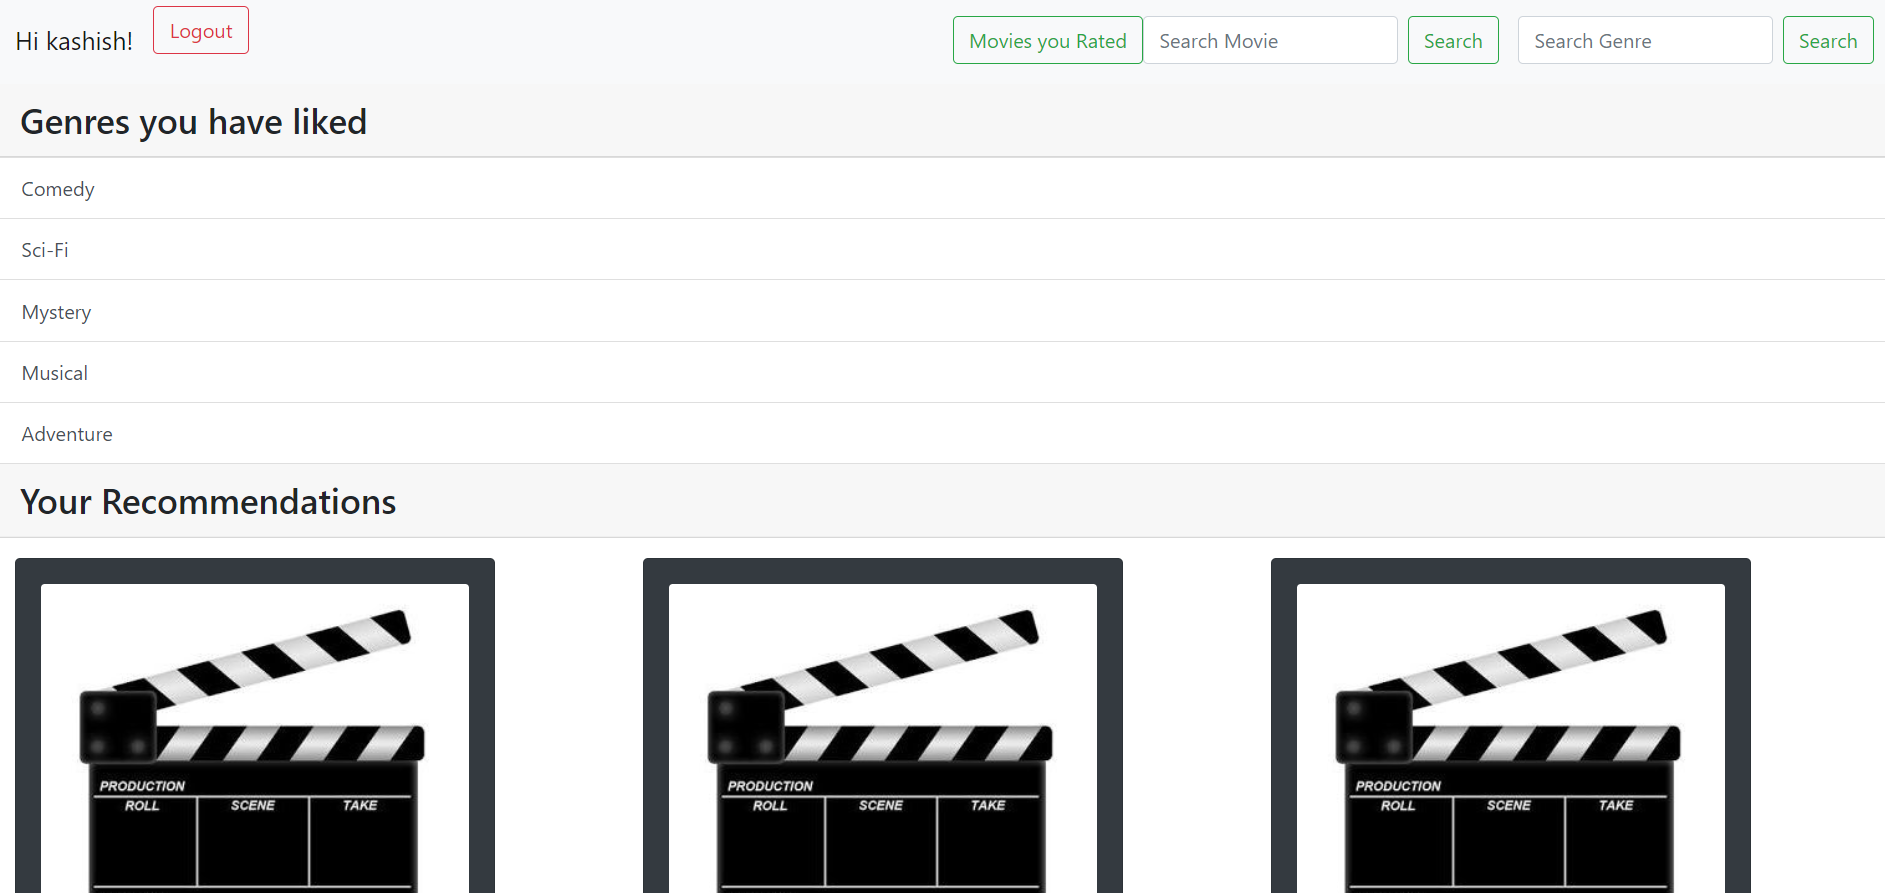 Hi kashish! Logout Movies you Rated Search Movie Search Search Genre Search
Genres you have liked
Comedy
Sci-Fi
Mystery
Musical
Adventure
Your Recommendations
PRODUCTION
ROLL SCENE TAKE
PRODUCTION
ROLL SCENE TAKE
PRODUCTION
ROLL SCENE TAKE